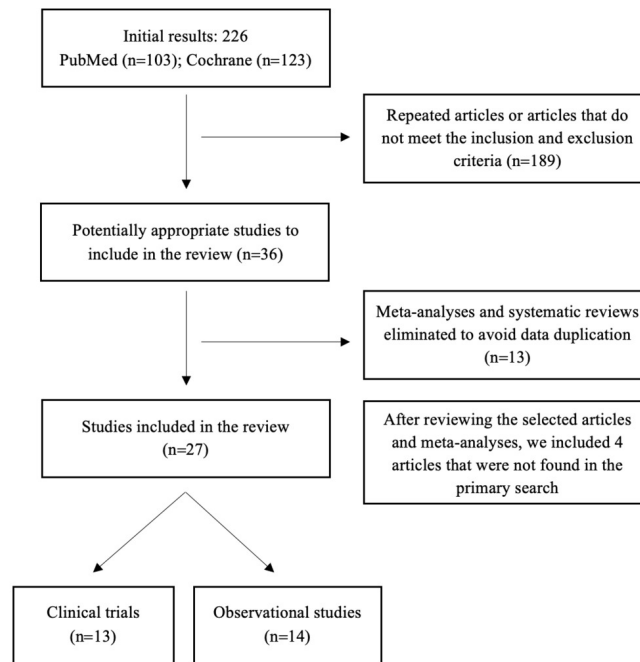 Initial results: 226
PubMed (n=103); Cochrane (n=123)
Repeated articles or articles that do
not meet the inclusion and exclusion
criteria (n=189)
Potentially appropriate studies to
include in the review (n=36)
Meta-analyses and systematic reviews
eliminated to avoid data duplication
(n=13)
Studies included in the review
(n=27)
After reviewing the selected articles
and meta-analyses, we included 4
articles that were not found in the
primary search
Clinical trials
(n=13)
Observational studies
(n=14)